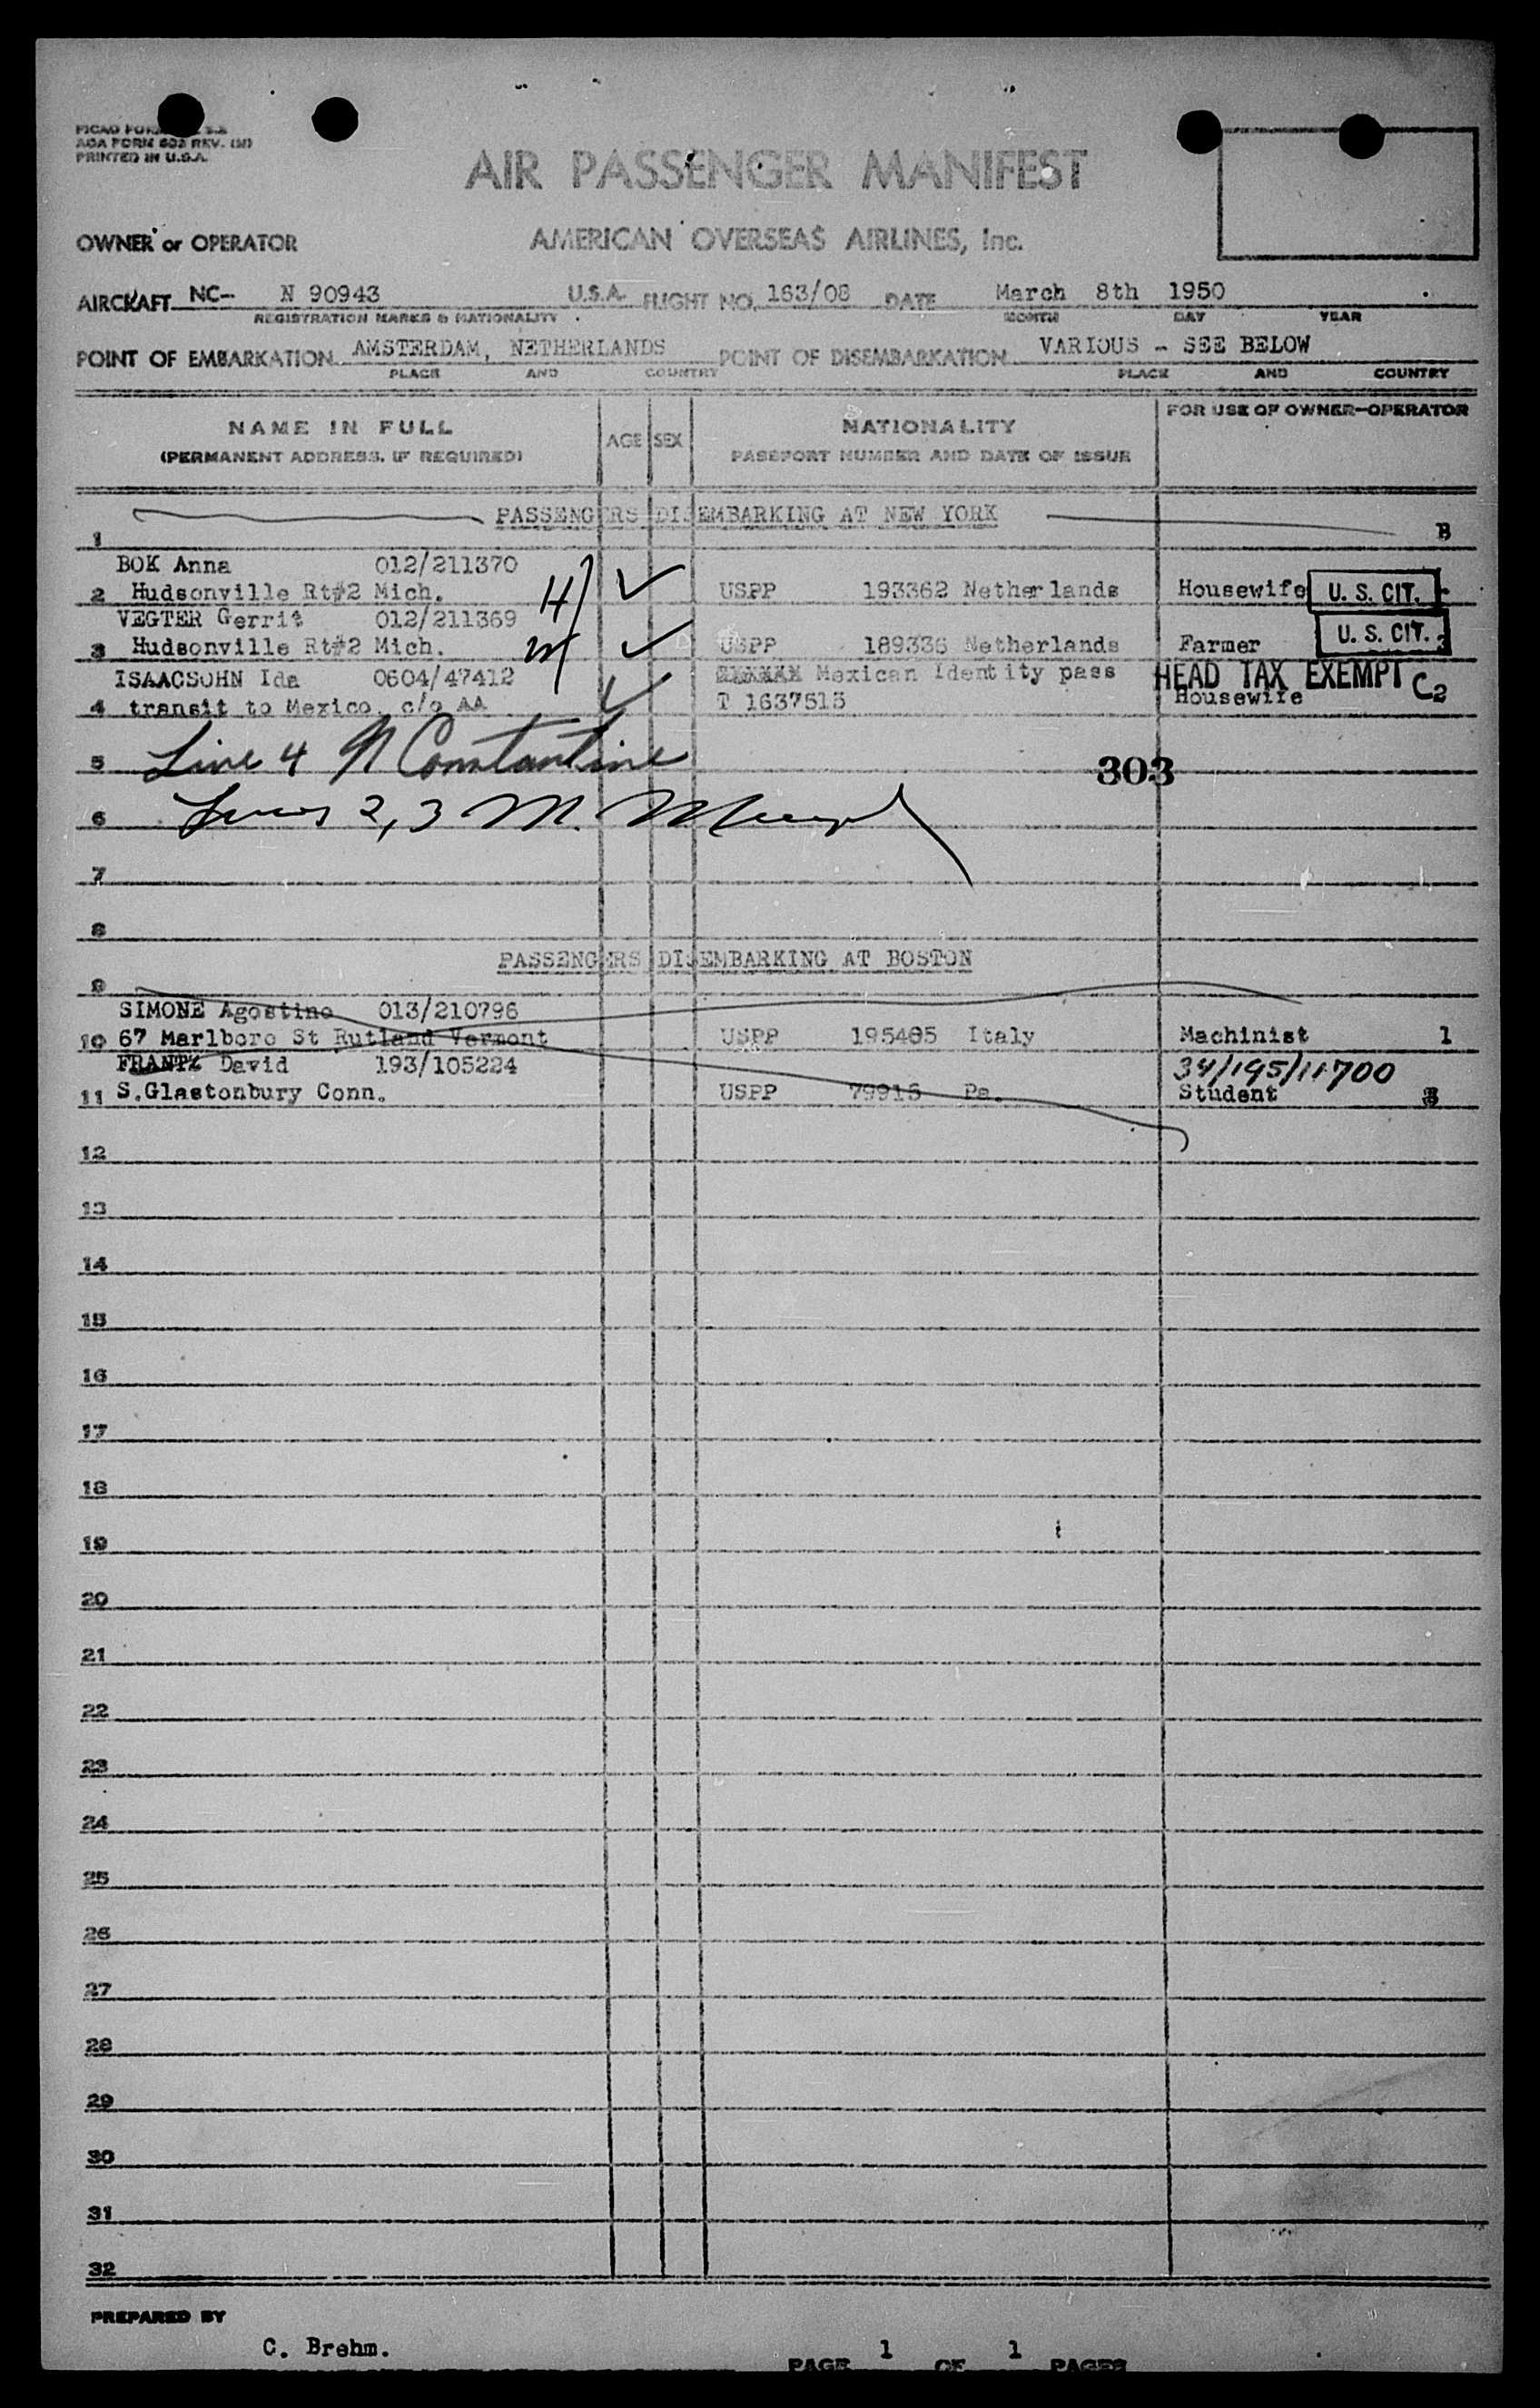 AOA FORM 602 REV. (M)
PRINTED IN U.S.A.
AIR PASSENGER MANIFEST
OWNER or OPERATOR AMERICAN OVERSEAS AIRLINES, Inc.
AIRCRAFT NC- N 90943 U.S.A. FLIGHT NO. 163/08 DATE March 8th 1950
REGISTRATION MARKS & NATIONALITY MONTH DAY YEAR
POINT OF EMBARKATION AMSTERDAM, NETHERLANDS POINT OF DISEMBARKATION VARIOUS - SEE BELOW
PLACE AND COUNTRY PLACE AND COUNTRY
NAME IN FULL AGE SEX NATIONALITY FOR USE OF OWNER-OPERATOR
(PERMANENT ADDRESS, IF REQUIRED) PASSPORT NUMBER AND DATE OF ISSUE
PASSENGERS DISEMBARKING AT NEW YORK
1 B
BOK Anna 012/211370
2 Hudsonville Rt#2 Mich. USPP 193362 Netherlands Housewife U. S. CIT.
VEGTER Gerrit 012/211369
3 Hudsonville Rt#2 Mich. USPP 189336 Netherlands Farmer U. S. CIT.
ISAACSOHN Ida 0604/47412 Mexican Identity pass HEAD TAX EXEMPT C2
4 transit to Mexico. c/o AA T 1637513 Housewife
5 Line 4 N Constantine 303
6 Lines 2,3 M.
7
8
PASSENGERS DISEMBARKING AT BOSTON
9
SIMONE Agostino 013/210796
10 67 Marlboro St Rutland Vermont USPP 195405 Italy Machinist 1
FRANTZ David 193/105224 34/195/11700
11 S.Glastonbury Conn. USPP 79915 Pa. Student
12
13
14
15
16
17
18
19
20
21
22
23
24
25
26
27
28
29
30
31
32
PREPARED BY
C. Brehm.
PAGE 1 OF 1 PAGES